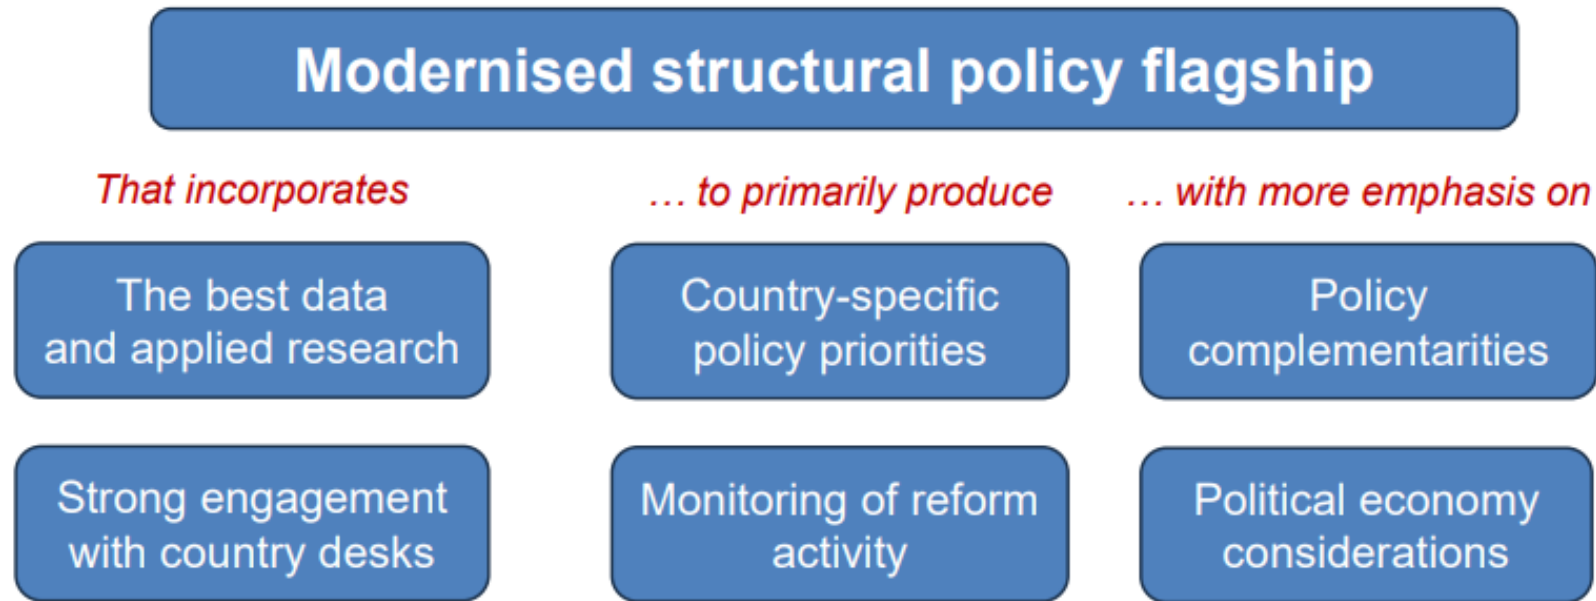 Modernised structural policy flagship
That incorporates
… to primarily produce
… with more emphasis on
The best data
and applied research
Country-specific
policy priorities
Policy
complementarities
Strong engagement
with country desks
Monitoring of reform
activity
Political economy
considerations